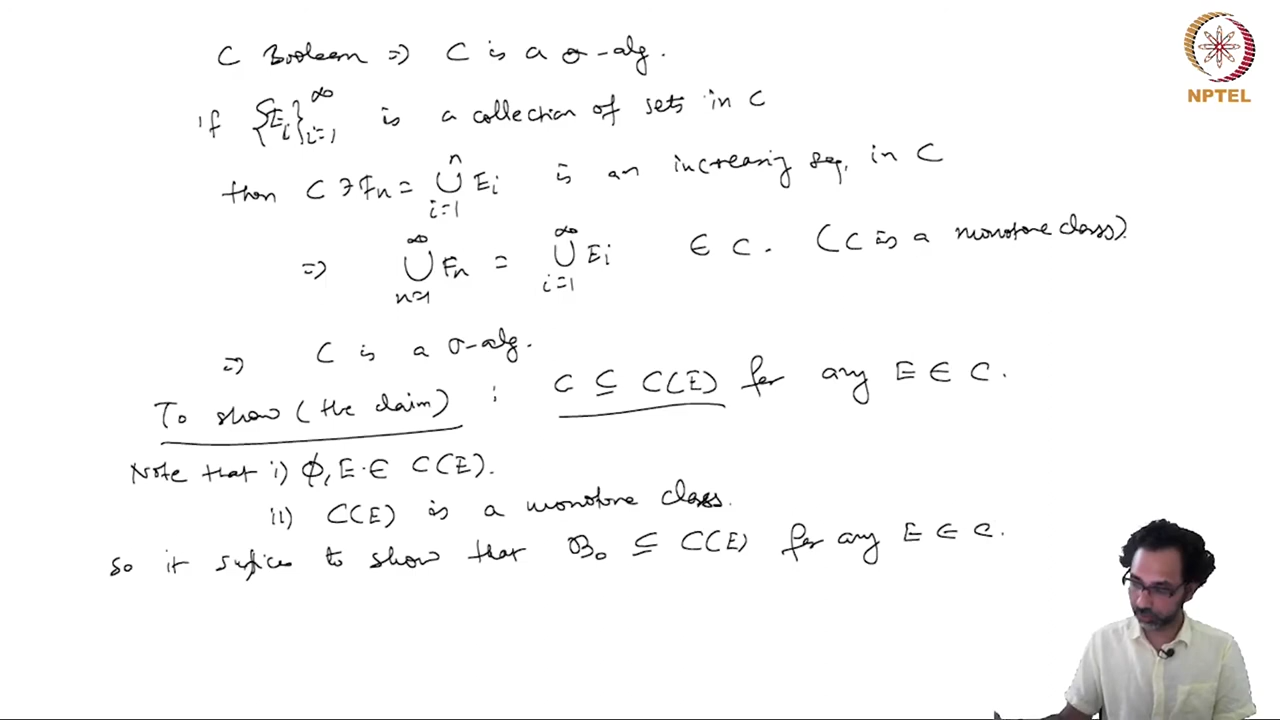 C Boolean ⇒ C is a σ-alg.
NPTEL
if {E_i}_{i=1}^∞ is a collection of sets in C
then C ∋ F_n = ⋃_{i=1}^n E_i is an increasing seq. in C
⇒ ⋃_{n=1}^∞ F_n = ⋃_{i=1}^∞ E_i ∈ C. (C is a monotone class).
⇒ C is a σ-alg.
To show (the claim) : C ⊆ C(E) for any E ∈ C.
Note that i) ϕ, E ∈ C(E).
ii) C(E) is a monotone class.
So it suffices to show that B_0 ⊆ C(E) for any E ∈ C.